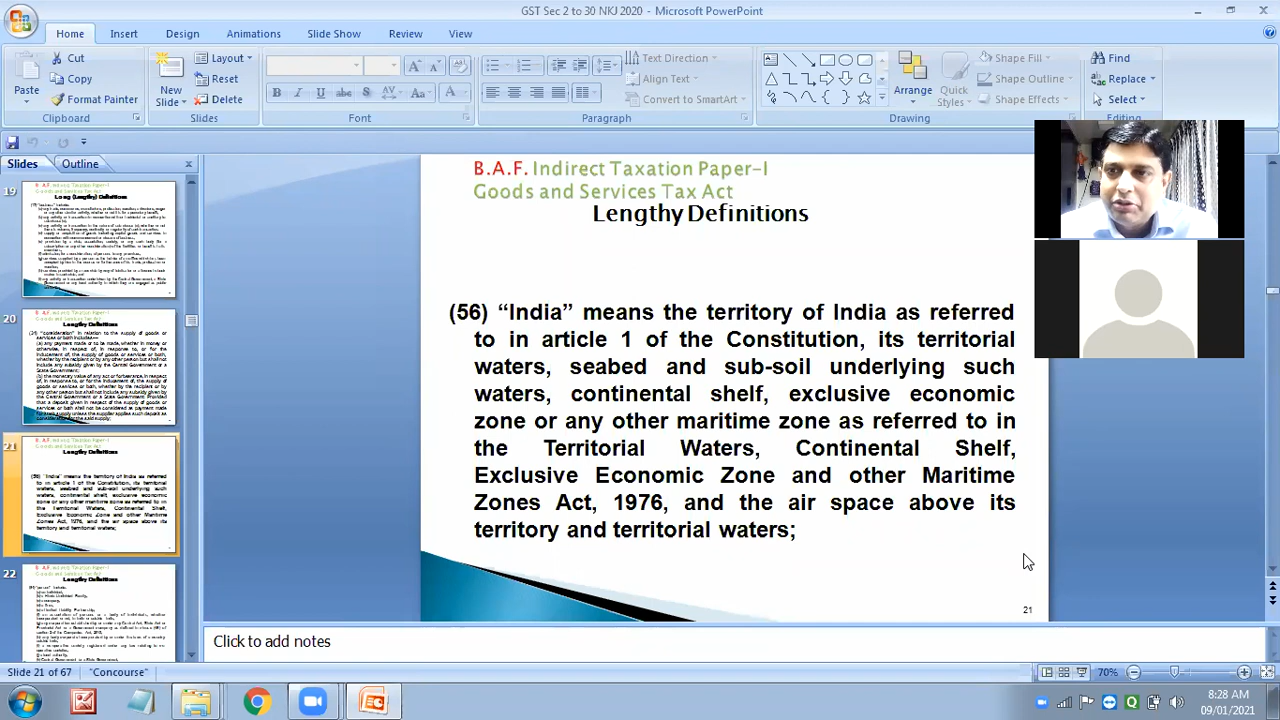 GST Sec 2 to 30 NKJ 2020 - Microsoft PowerPoint
Home Insert Design Animations Slide Show Review View
Cut
Copy
Format Painter
Paste
Clipboard
New
Slide
Layout
Reset
Delete
Slides
B I U abe S AV Aa A
Font
Text Direction
Align Text
Convert to SmartArt
Paragraph
Arrange
Quick
Styles
Shape Fill
Shape Outline
Shape Effects
Drawing
Find
Replace
Select
Editing
Slides Outline
19
20
21
22
B.A.F. Indirect Taxation Paper-I
Goods and Services Tax Act
Lengthy Definitions
(56) “India” means the territory of India as referred
to in article 1 of the Constitution, its territorial
waters, seabed and sub-soil underlying such
waters, continental shelf, exclusive economic
zone or any other maritime zone as referred to in
the Territorial Waters, Continental Shelf,
Exclusive Economic Zone and other Maritime
Zones Act, 1976, and the air space above its
territory and territorial waters;
21
Click to add notes
Slide 21 of 67 "Concourse" 70%
8:28 AM
09/01/2021